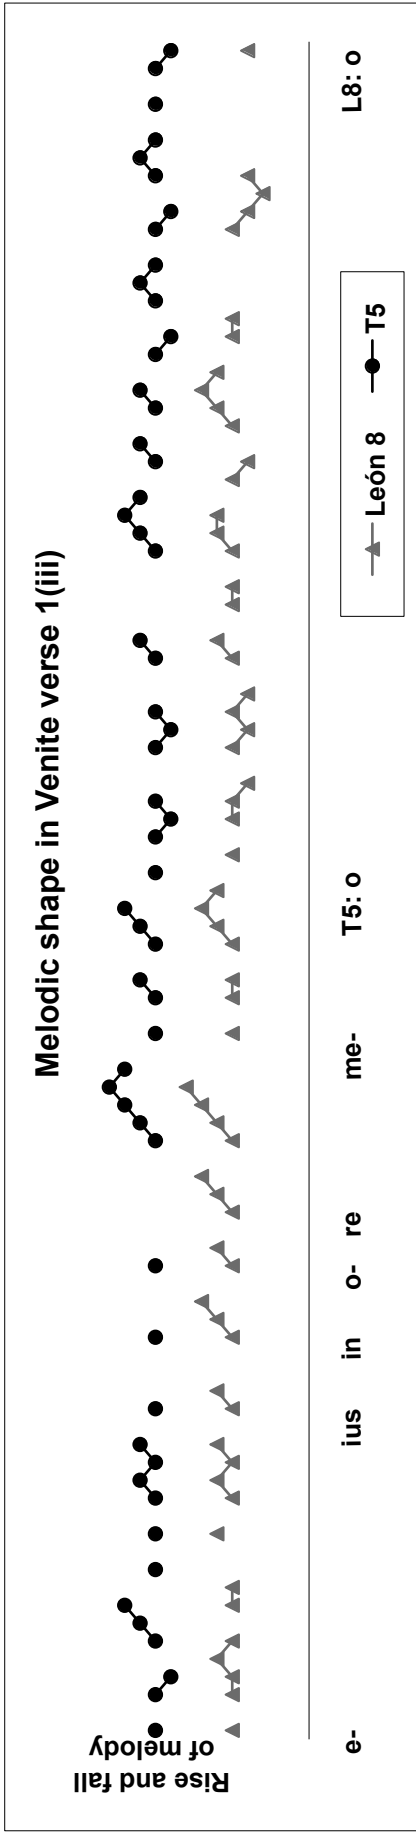 Melodic shape in Venite verse 1(iii)
Rise and fall
of melody
e- ius in o- re me- T5: o L8: o
León 8 T5